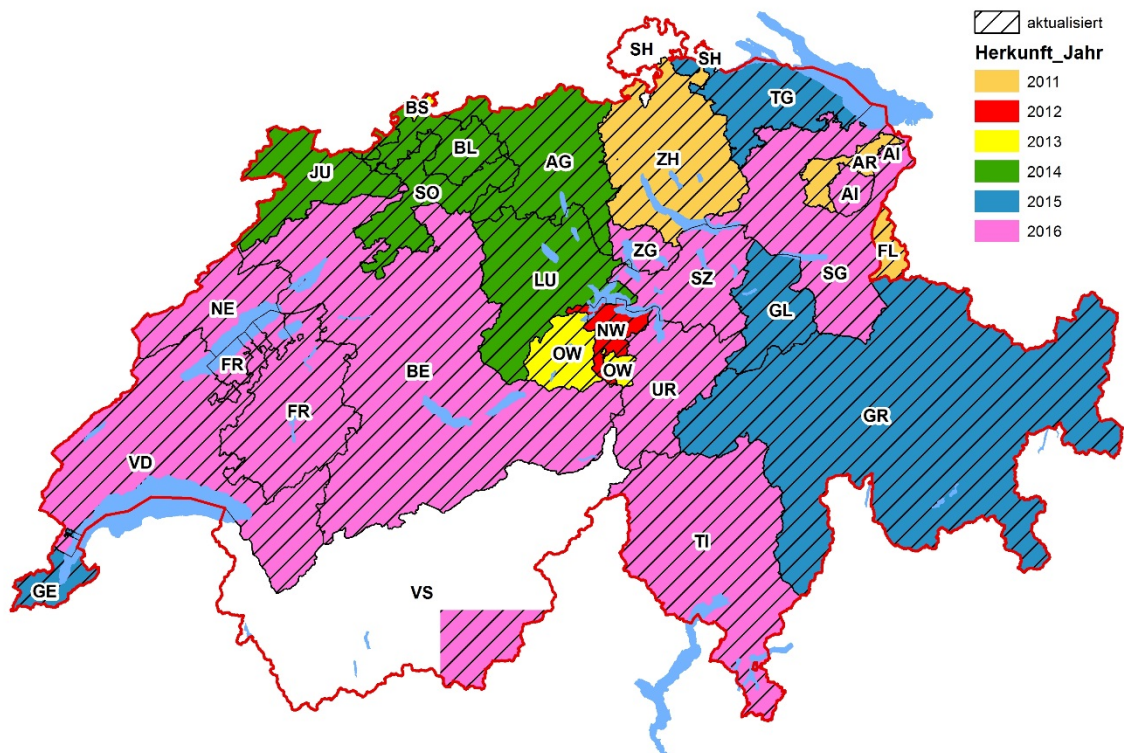 aktualisiert
Herkunft_Jahr
2011
2012
2013
2014
2015
2016
SH
SH
BS
TG
BL
AG
ZH
AI
AR
JU
SO
AI
ZG
FL
LU
SZ
SG
NE
GL
NW
OW
FR
BE
OW
UR
FR
GR
VD
TI
GE
VS